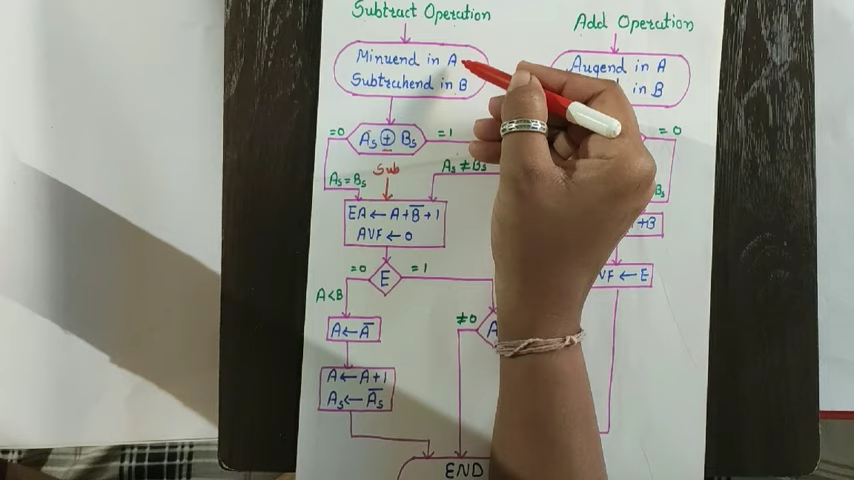 Subtract Operation
Add Operation
Minuend in A
Subtrahend in B
Augend in A
in B
=0
As ⊕ Bs
=1
=0
As = Bs
Sub
As ≠ Bs
Bs
EA ← A + B̅ + 1
AVF ← 0
+B
=0
E
=1
VF ← E
A<B
A ← A̅
≠0
A
A ← A + 1
As ← A̅s
END